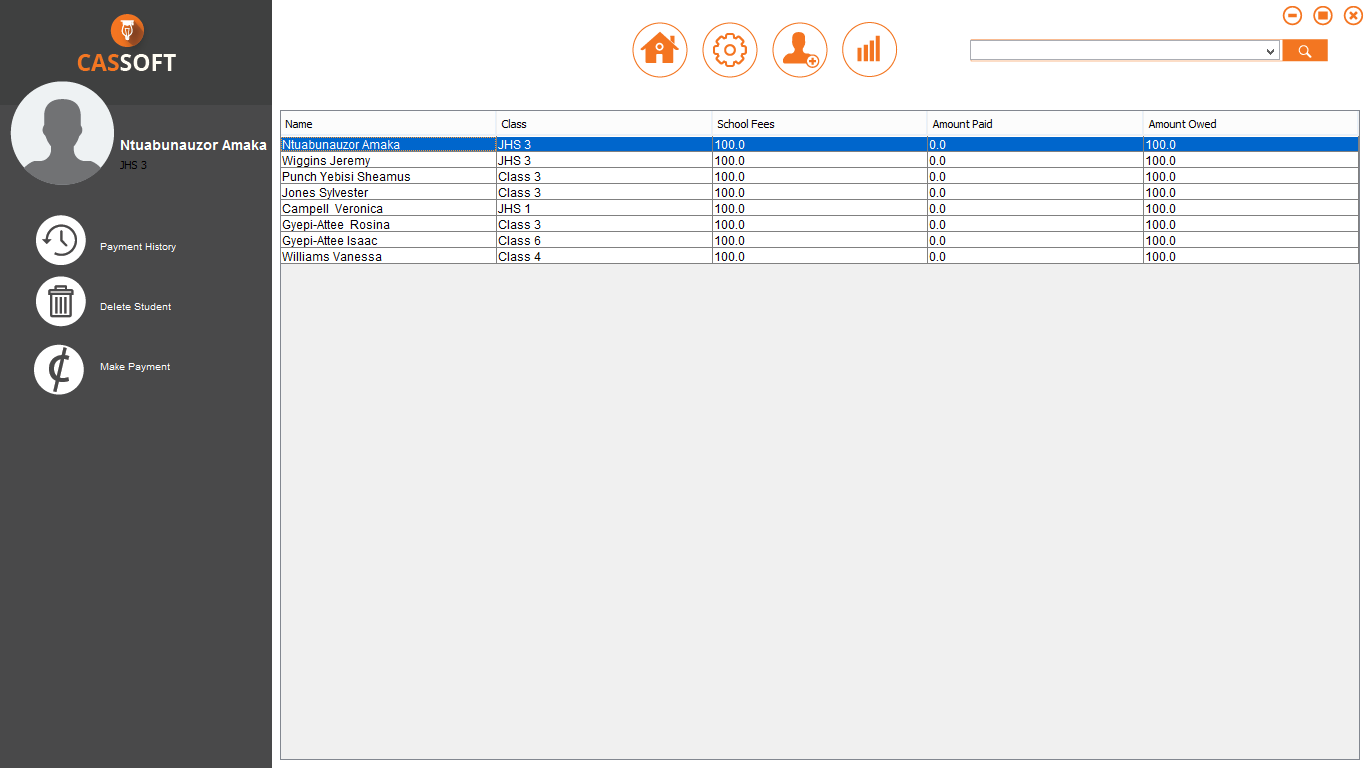 CASSOFT
Ntuabunauzor Amaka
JHS 3
Payment History
Delete Student
Make Payment
Name Class School Fees Amount Paid Amount Owed
Ntuabunauzor Amaka JHS 3 100.0 0.0 100.0
Wiggins Jeremy JHS 3 100.0 0.0 100.0
Punch Yebisi Sheamus Class 3 100.0 0.0 100.0
Jones Sylvester Class 3 100.0 0.0 100.0
Campell Veronica JHS 1 100.0 0.0 100.0
Gyepi-Attee Rosina Class 3 100.0 0.0 100.0
Gyepi-Attee Isaac Class 6 100.0 0.0 100.0
Williams Vanessa Class 4 100.0 0.0 100.0